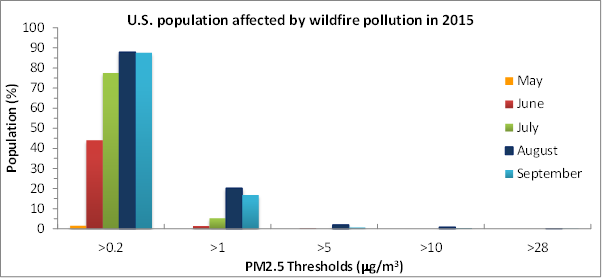 U.S. population affected by wildfire pollution in 2015
100
90
80
70
60
50
40
30
20
10
0
Population (%)
>0.2 >1 >5 >10 >28
PM2.5 Thresholds (µg/m³)
May
June
July
August
September